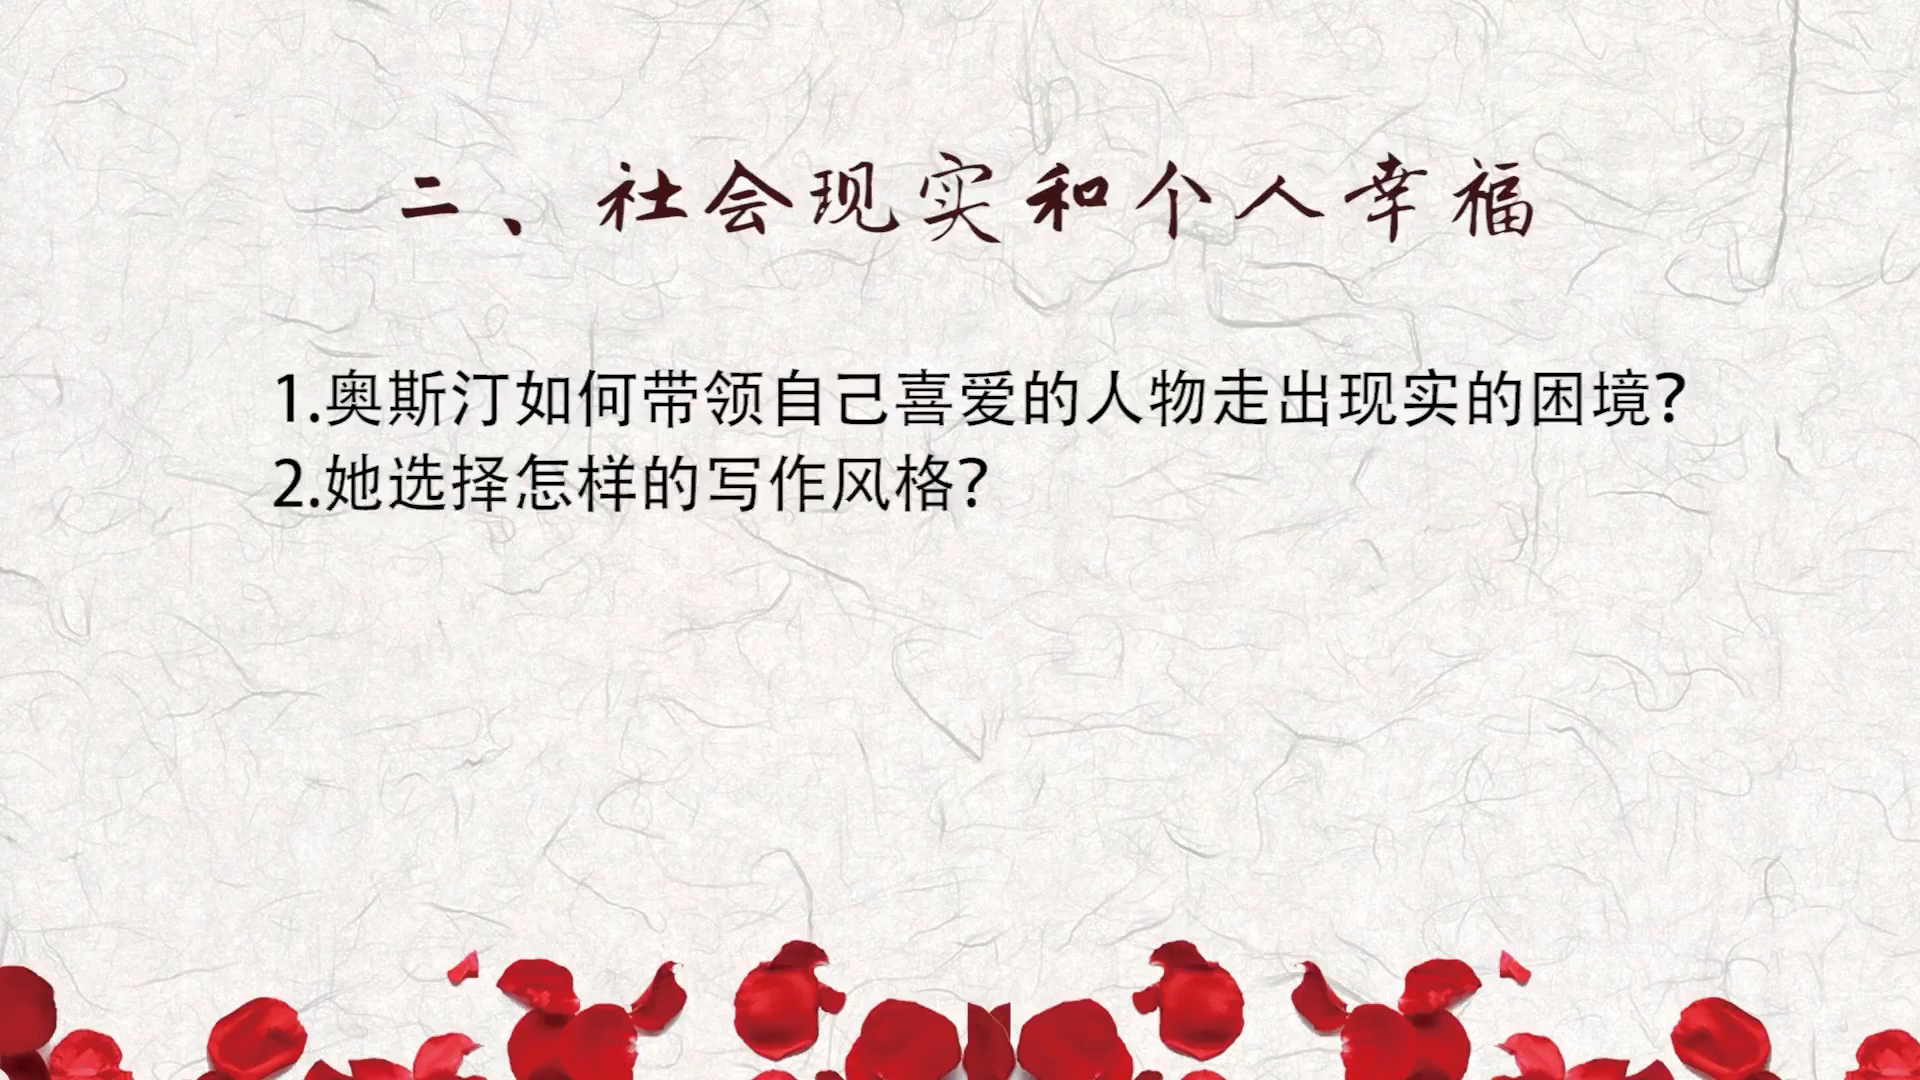 二、社会现实和个人幸福
1.奥斯汀如何带领自己喜爱的人物走出现实的困境?
2.她选择怎样的写作风格?